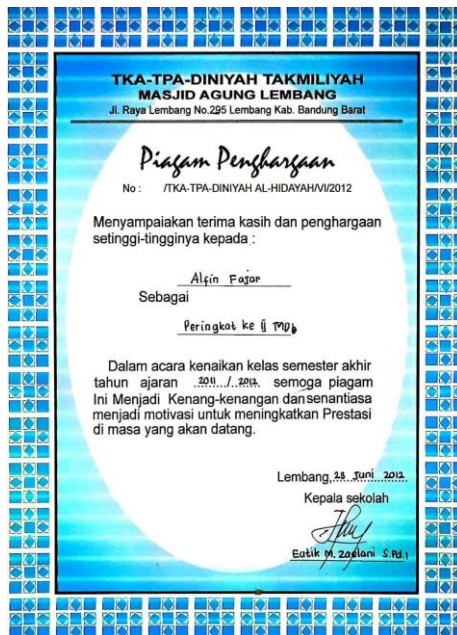 TKA-TPA-DINIYAH TAKMILIYAH
MASJID AGUNG LEMBANG
Jl. Raya Lembang No.295 Lembang Kab. Bandung Barat
Piagam Penghargaan
No : /TKA-TPA-DINIYAH AL-HIDAYAH/VI/2012
Menyampaiakan terima kasih dan penghargaan
setinggi-tingginya kepada :
Alfin Fajar
Sebagai
Peringkat ke II
Dalam acara kenaikan kelas semester akhir
tahun ajaran 2011 / 2012 semoga piagam
Ini Menjadi Kenang-kenangan dan senantiasa
menjadi motivasi untuk meningkatkan Prestasi
di masa yang akan datang.
Lembang, 28 Juni 2012
Kepala sekolah
Eutik M. Zaelani S.Pd.I